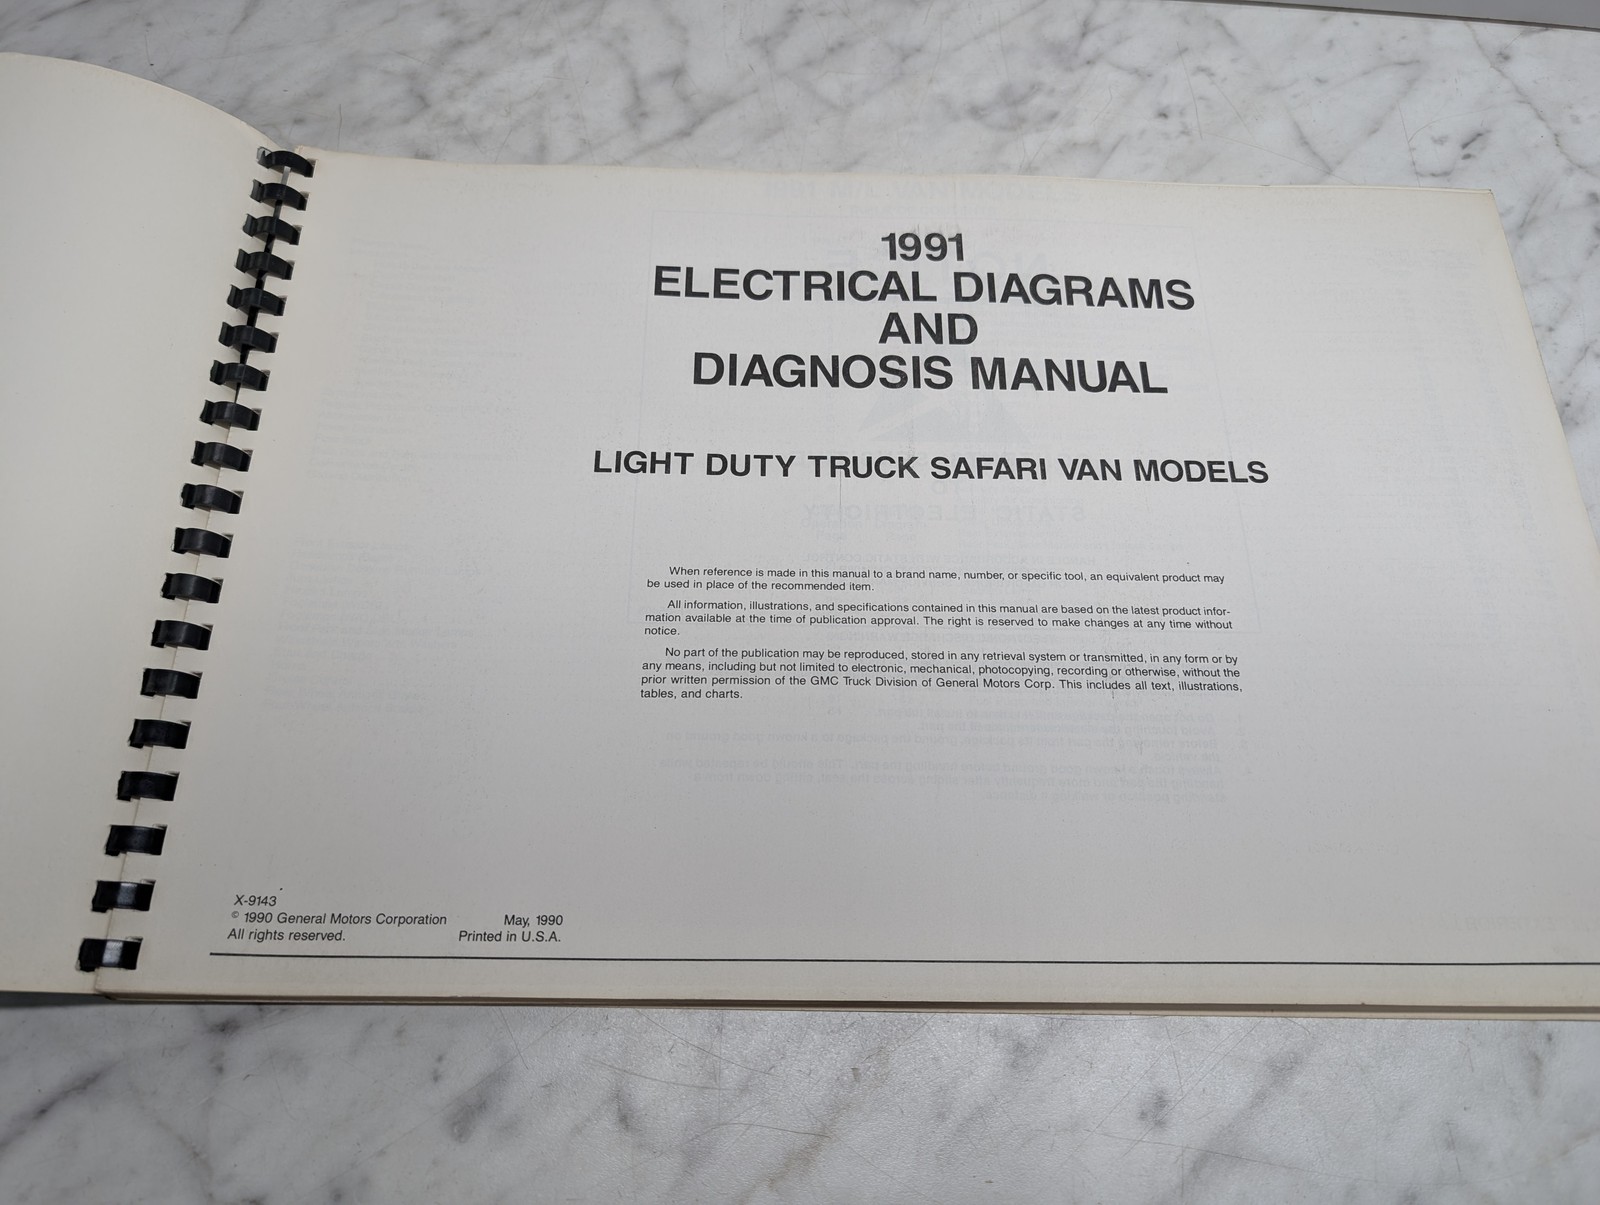 1991
ELECTRICAL DIAGRAMS
AND
DIAGNOSIS MANUAL
LIGHT DUTY TRUCK SAFARI VAN MODELS
When reference is made in this manual to a brand name, number, or specific tool, an equivalent product may
be used in place of the recommended item.
All information, illustrations, and specifications contained in this manual are based on the latest product infor-
mation available at the time of publication approval. The right is reserved to make changes at any time without
notice.
No part of the publication may be reproduced, stored in any retrieval system or transmitted, in any form or by
any means, including but not limited to electronic, mechanical, photocopying, recording or otherwise, without the
prior written permission of the GMC Truck Division of General Motors Corp. This includes all text, illustrations,
tables, and charts.
X-9143
© 1990 General Motors Corporation May, 1990
All rights reserved. Printed in U.S.A.